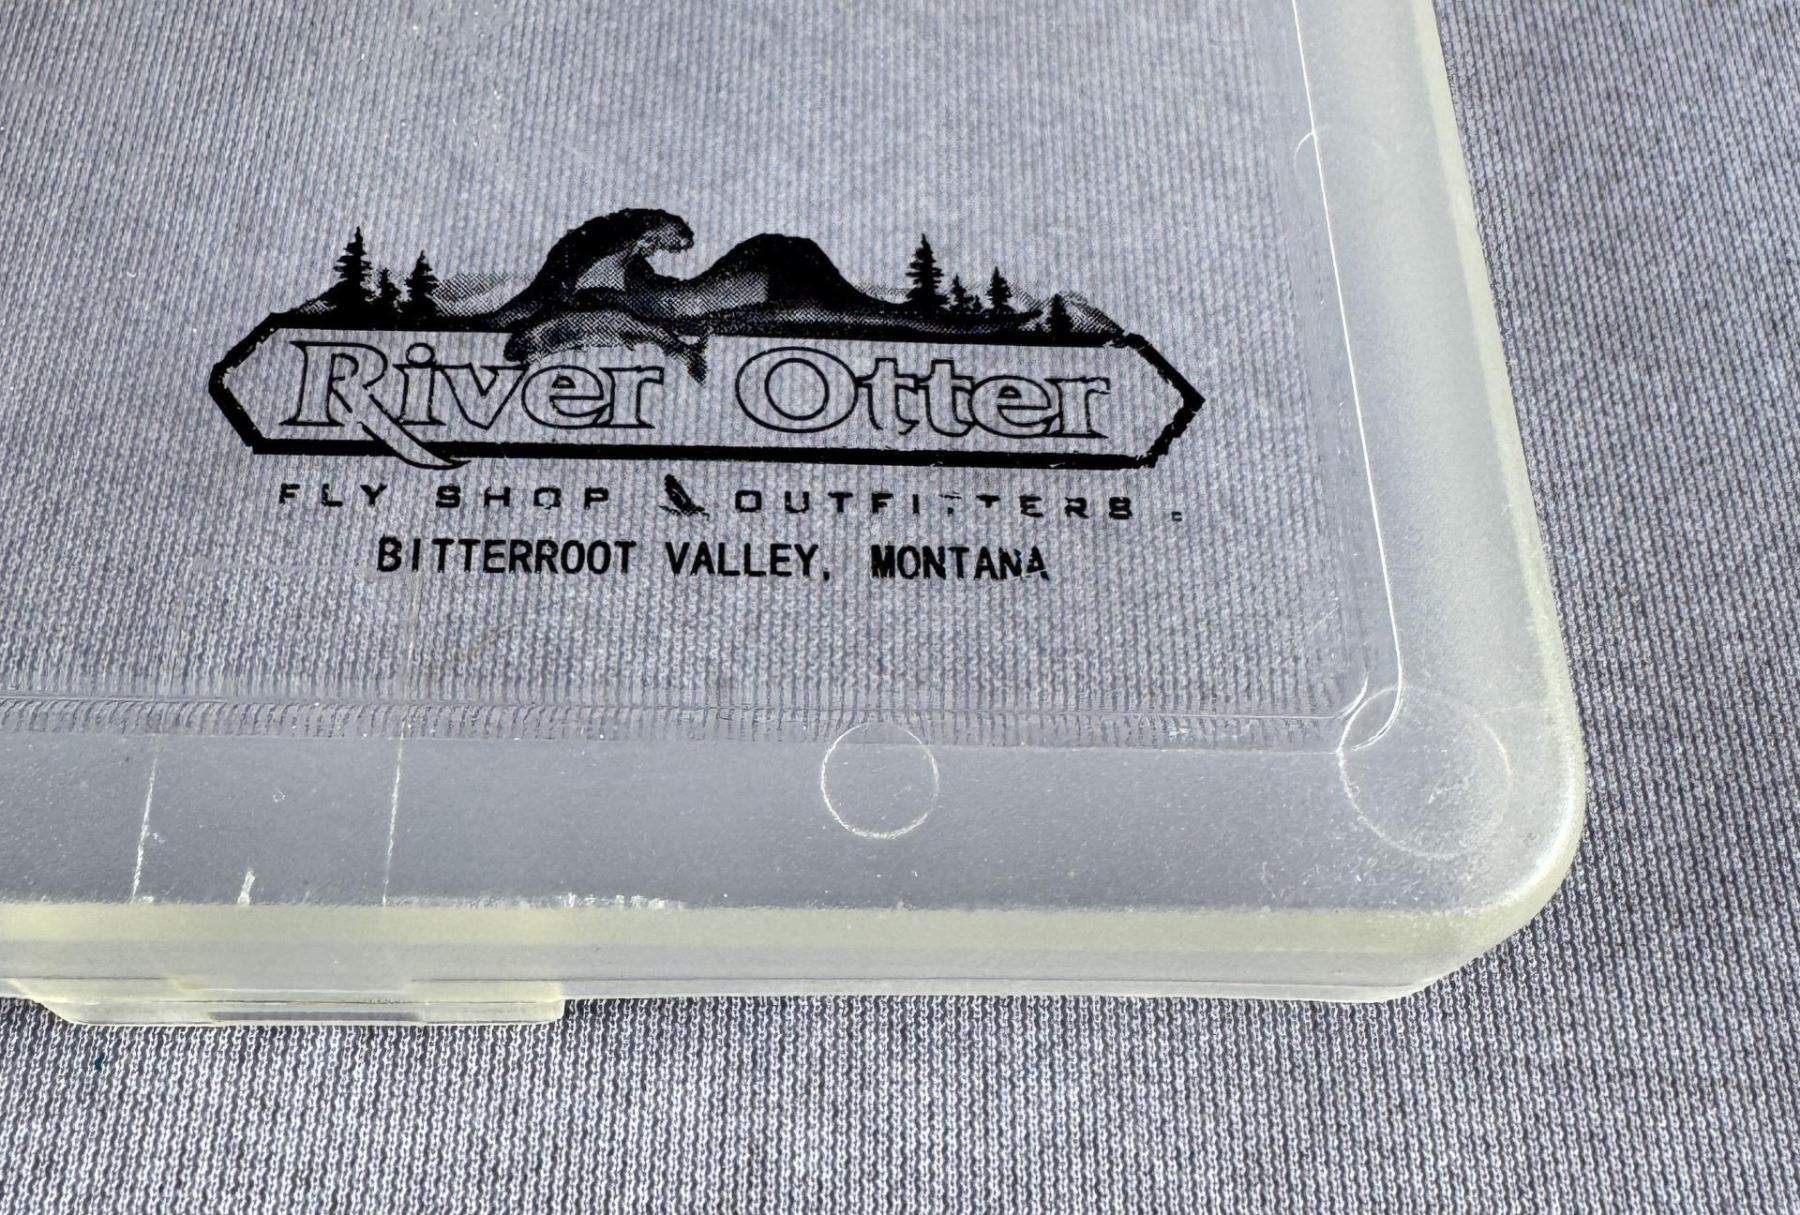 River Otter
FLY SHOP OUTFITTERS
BITTERROOT VALLEY, MONTANA